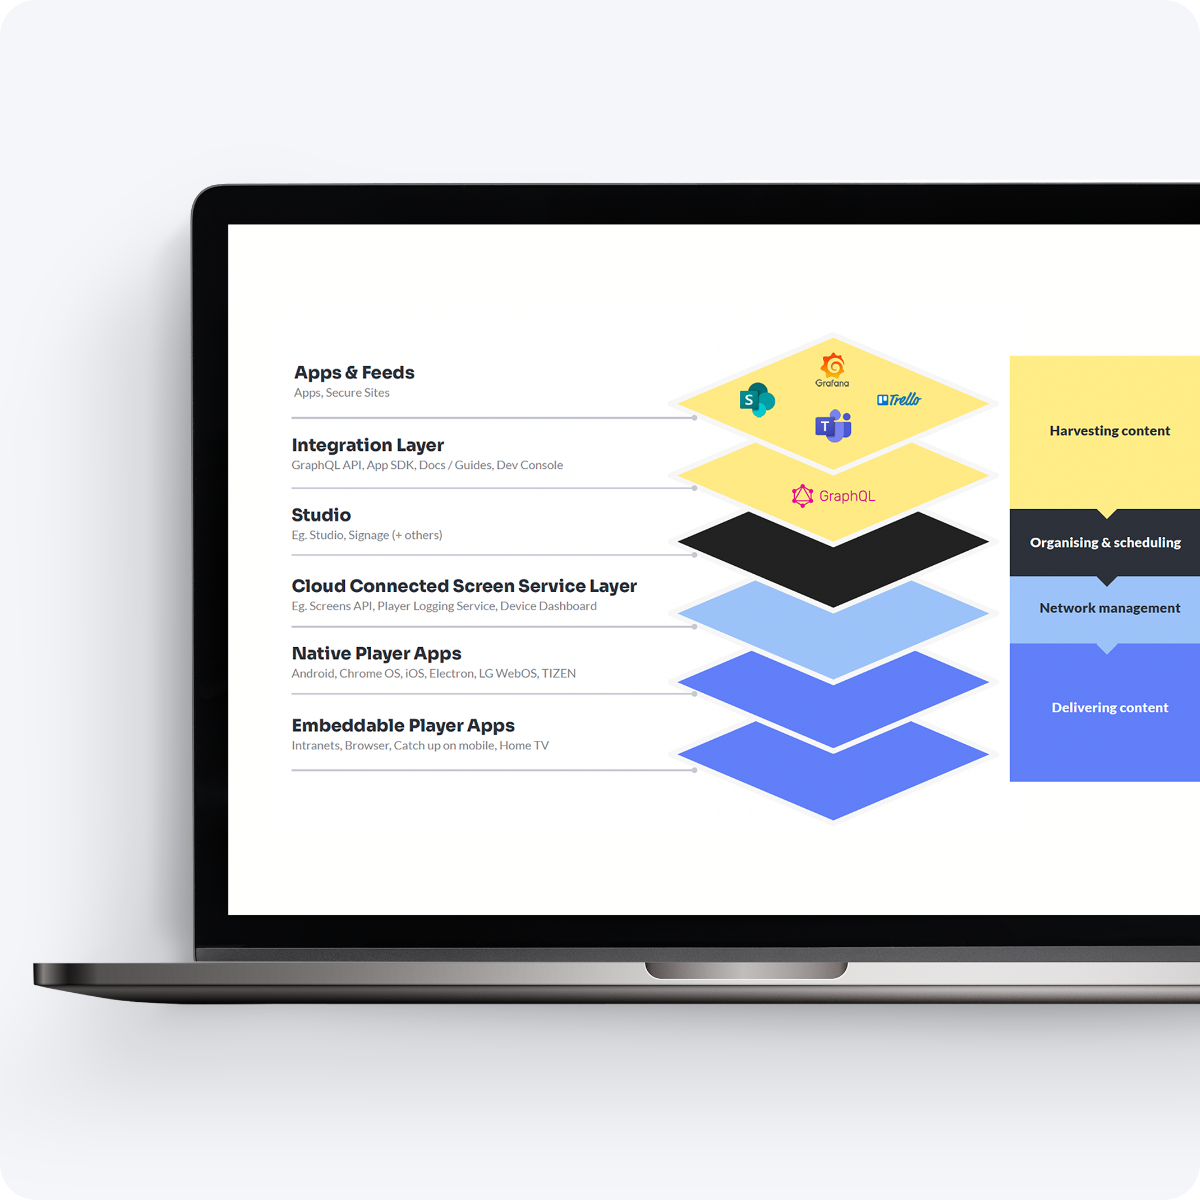 Apps & Feeds
Apps, Secure Sites
Integration Layer
GraphQL API, App SDK, Docs / Guides, Dev Console
Studio
Eg. Studio, Signage (+ others)
Cloud Connected Screen Service Layer
Eg. Screens API, Player Logging Service, Device Dashboard
Native Player Apps
Android, Chrome OS, iOS, Electron, LG WebOS, TIZEN
Embeddable Player Apps
Intranets, Browser, Catch up on mobile, Home TV
Grafana
S
Trello
T
GraphQL
Harvesting content
Organising & scheduling
Network management
Delivering content